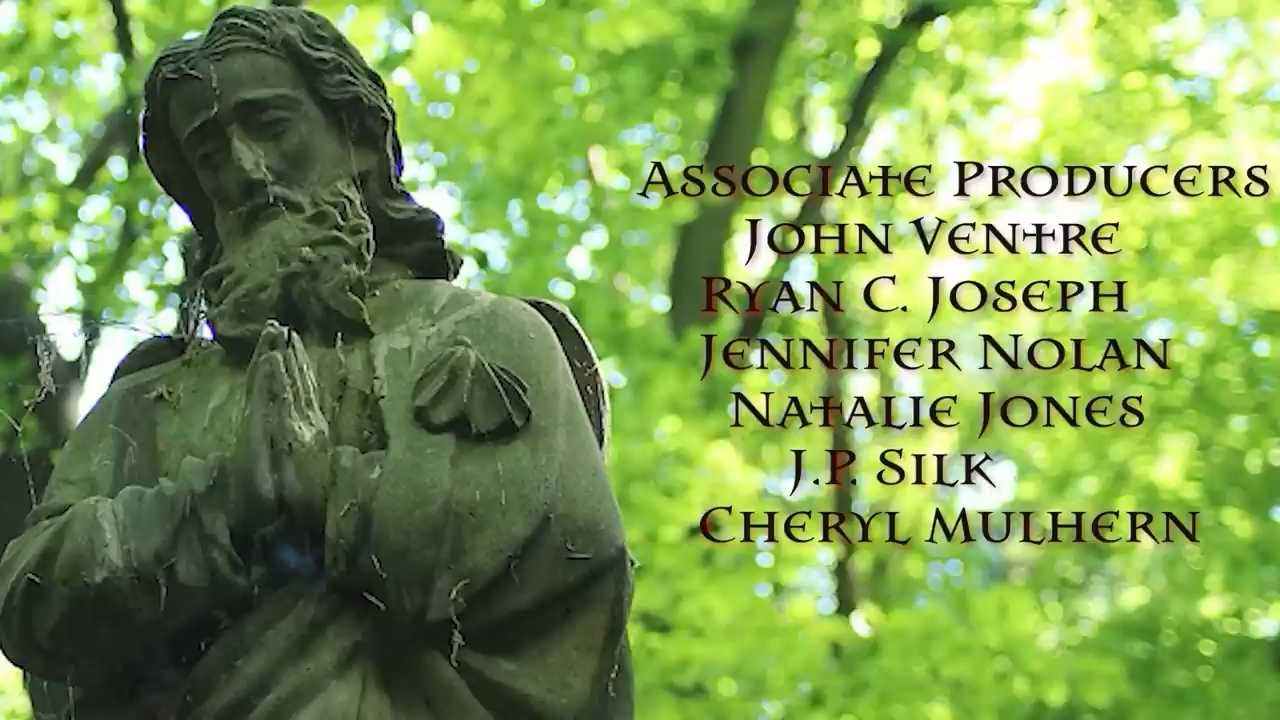 Associate Producers
John Ventre
Ryan C. Joseph
Jennifer Nolan
Natalie Jones
J.P. Silk
Cheryl Mulhern